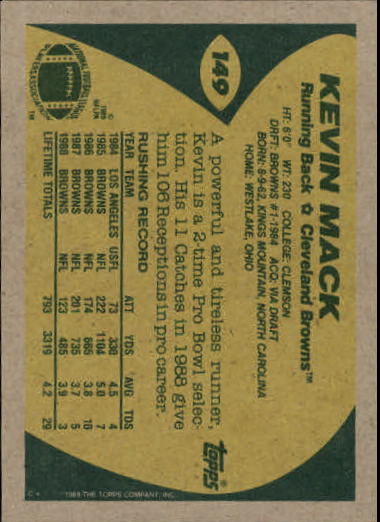 149
KEVIN MACK
Running Back ☆ Cleveland Browns™
HT: 6'0" WT: 230 COLLEGE: CLEMSON
DRFT: BROWNS #1-1984 ACQ: VIA DRAFT
BORN: 8-9-62, KINGS MOUNTAIN, NORTH CAROLINA
HOME: WESTLAKE, OHIO
A powerful and tireless runner,
Kevin is a 2-time Pro Bowl selec-
tion. His 11 Catches in 1988 give
him 106 Receptions in pro career.
TOPPS
RUSHING RECORD
YEAR TEAM ATT YDS AVG TDS
1984 LOS ANGELES USFL 73 330 4.5 4
1985 BROWNS NFL 222 1104 5.0 7
1986 BROWNS NFL 174 665 3.8 10
1987 BROWNS NFL 201 735 3.7 5
1988 BROWNS NFL 123 485 3.9 3
LIFETIME TOTALS 793 3319 4.2 29
© 1989 THE TOPPS COMPANY, INC.